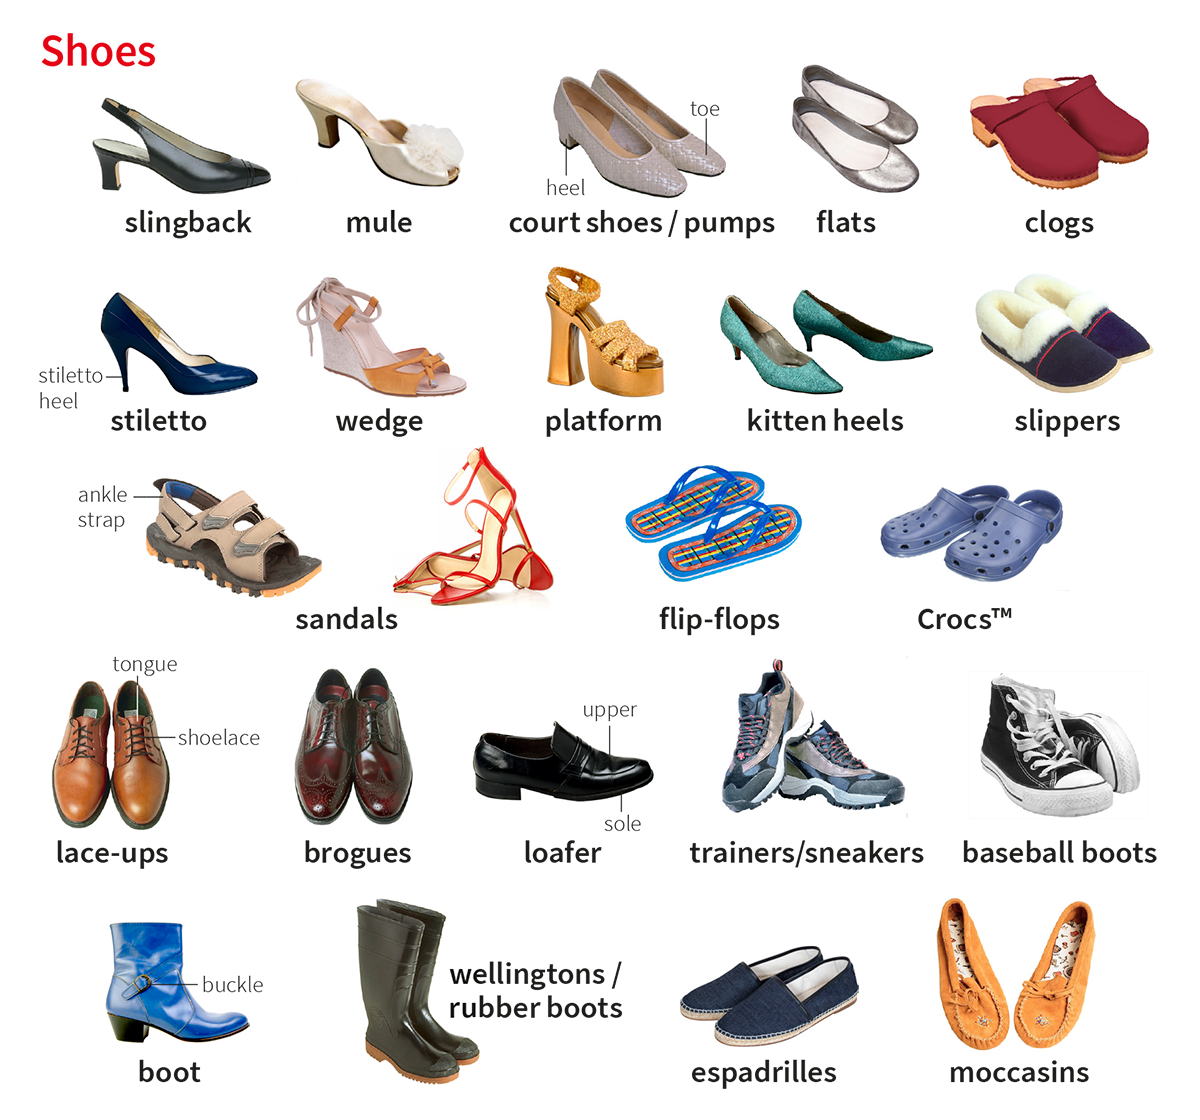 Shoes
toe
heel
slingback
mule
court shoes / pumps
flats
clogs
stiletto
heel
stiletto
wedge
platform
kitten heels
slippers
ankle
strap
sandals
flip-flops
Crocs™
tongue
shoelace
upper
sole
lace-ups
brogues
loafer
trainers/sneakers
baseball boots
buckle
wellingtons /
rubber boots
boot
espadrilles
moccasins